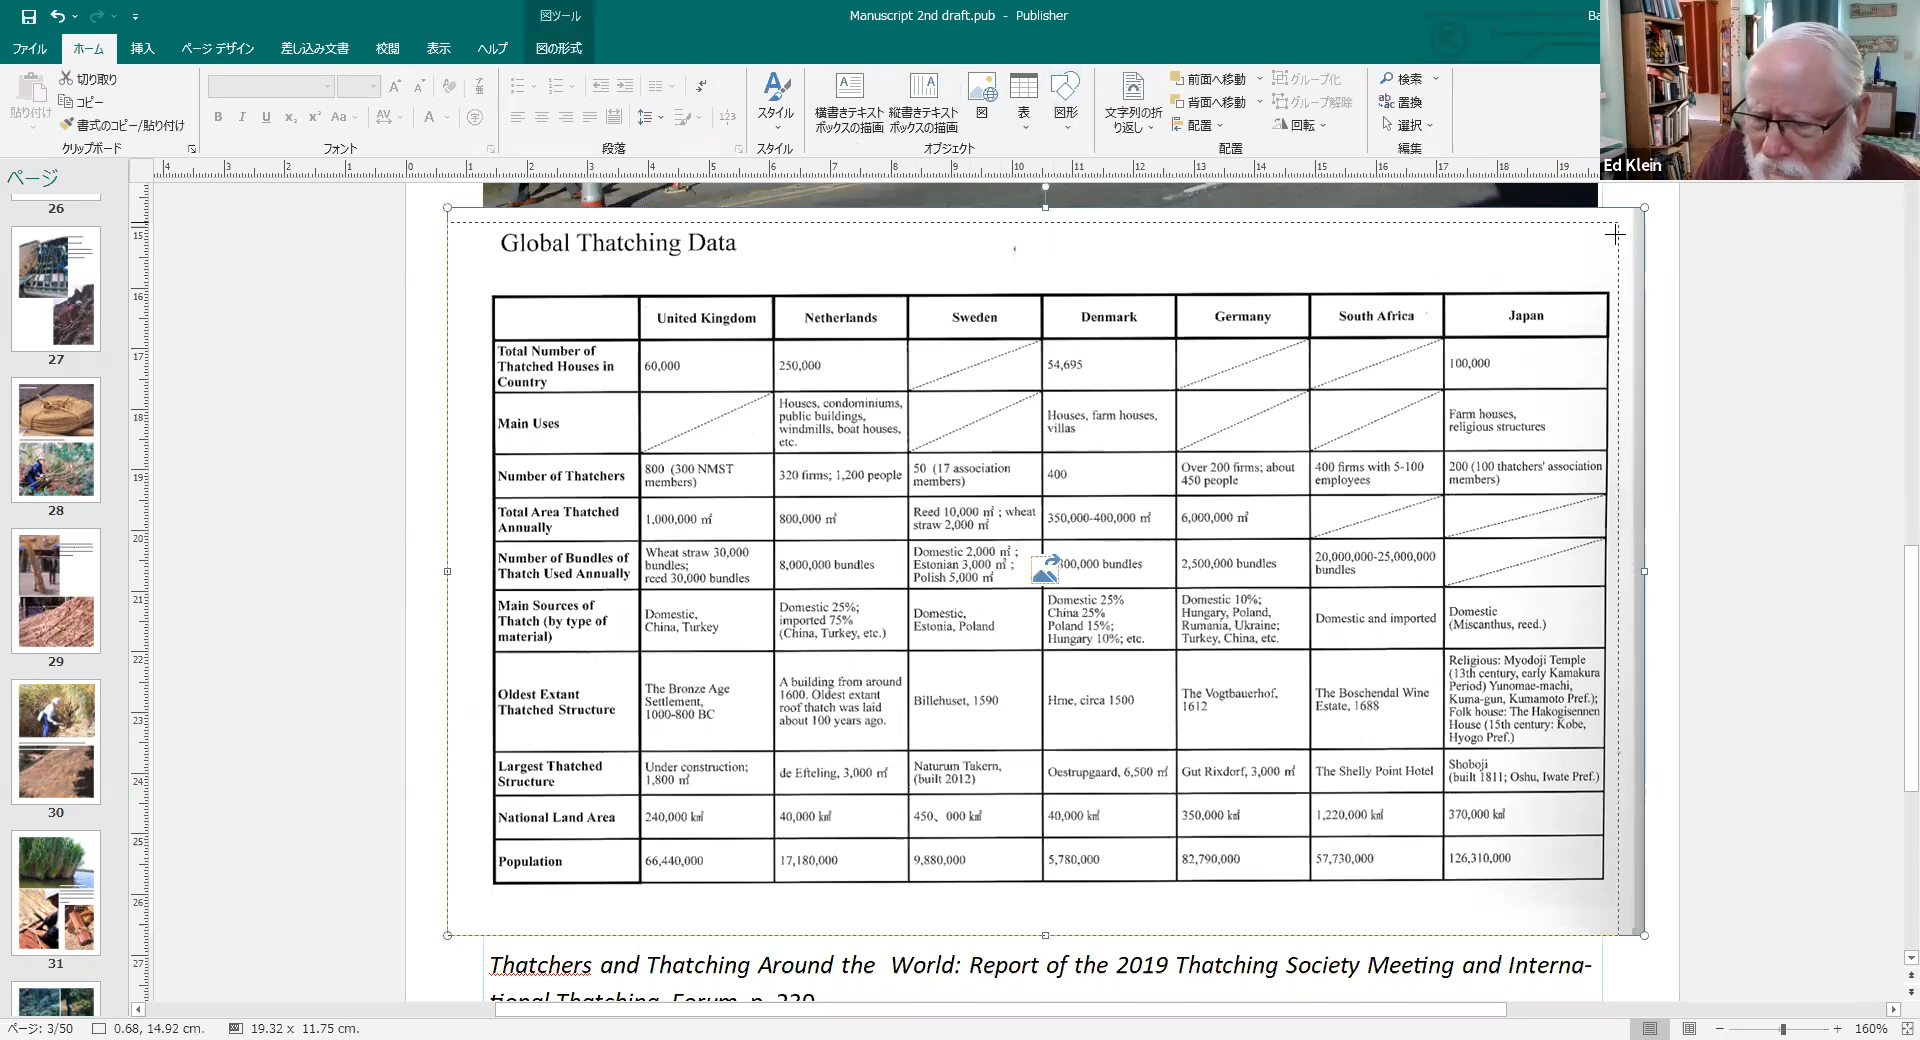 Manuscript 2nd draft.pub - Publisher
図ツール
Ba
ファイル ホーム 挿入 ページ デザイン 差し込み文書 校閲 表示 ヘルプ 図の形式
貼り付け
切り取り
コピー
書式のコピー/貼り付け
クリップボード
フォント
段落
スタイル
スタイル
横書きテキスト
ボックスの描画
縦書きテキスト
ボックスの描画
図
表
図形
オブジェクト
文字列の折
り返し
前面へ移動
背面へ移動
配置
グループ化
グループ解除
回転
配置
検索
置換
選択
編集
Ed Klein
ページ
26
27
28
29
30
31
Global Thatching Data
United Kingdom Netherlands Sweden Denmark Germany South Africa Japan
Total Number of
Thatched Houses in
Country
60,000
250,000
54,695
100,000
Main Uses
Houses, condominiums,
public buildings,
windmills, boat houses,
etc.
Houses, farm houses,
villas
Farm houses,
religious structures
Number of Thatchers
800 (300 NMST
members)
320 firms; 1,200 people
50 (17 association
members)
400
Over 200 firms; about
450 people
400 firms with 5-100
employees
200 (100 thatchers' association
members)
Total Area Thatched
Annually
1,000,000 ㎡
800,000 ㎡
Reed 10,000 ㎡ ; wheat
straw 2,000 ㎡
350,000-400,000 ㎡
6,000,000 ㎡
Number of Bundles of
Thatch Used Annually
Wheat straw 30,000
bundles;
reed 30,000 bundles
8,000,000 bundles
Domestic 2,000 ㎡ ;
Estonian 3,000 ㎡ ;
Polish 5,000 ㎡
00,000 bundles
2,500,000 bundles
20,000,000-25,000,000
bundles
Main Sources of
Thatch (by type of
material)
Domestic,
China, Turkey
Domestic 25%;
imported 75%
(China, Turkey, etc.)
Domestic,
Estonia, Poland
Domestic 25%
China 25%
Poland 15%;
Hungary 10%; etc.
Domestic 10%;
Hungary, Poland,
Rumania, Ukraine;
Turkey, China, etc.
Domestic and imported
Domestic
(Miscanthus, reed.)
Oldest Extant
Thatched Structure
The Bronze Age
Settlement,
1000-800 BC
A building from around
1600. Oldest extant
roof thatch was laid
about 100 years ago.
Billehuset, 1590
Hrne, circa 1500
The Vogtbauerhof,
1612
The Boschendal Wine
Estate, 1688
Religious: Myodoji Temple
(13th century, early Kamakura
Period) Yunomae-machi,
Kuma-gun, Kumamoto Pref.);
Folk house: The Hakogisennen
House (15th century: Kobe,
Hyogo Pref.)
Largest Thatched
Structure
Under construction;
1,800 ㎡
de Efteling, 3,000 ㎡
Naturum Takern,
(built 2012)
Oestrupgaard, 6,500 ㎡
Gut Rixdorf, 3,000 ㎡
The Shelly Point Hotel
Shoboji
(built 1811; Oshu, Iwate Pref.)
National Land Area
240,000 ㎢
40,000 ㎢
450、000 ㎢
40,000 ㎢
350,000 ㎢
1,220,000 ㎢
370,000 ㎢
Population
66,440,000
17,180,000
9,880,000
5,780,000
82,790,000
57,730,000
126,310,000
Thatchers and Thatching Around the World: Report of the 2019 Thatching Society Meeting and Interna-
tional Thatching Forum, p. 239
ページ: 3/50 0.68, 14.92 cm. 19.32 x 11.75 cm. 160%